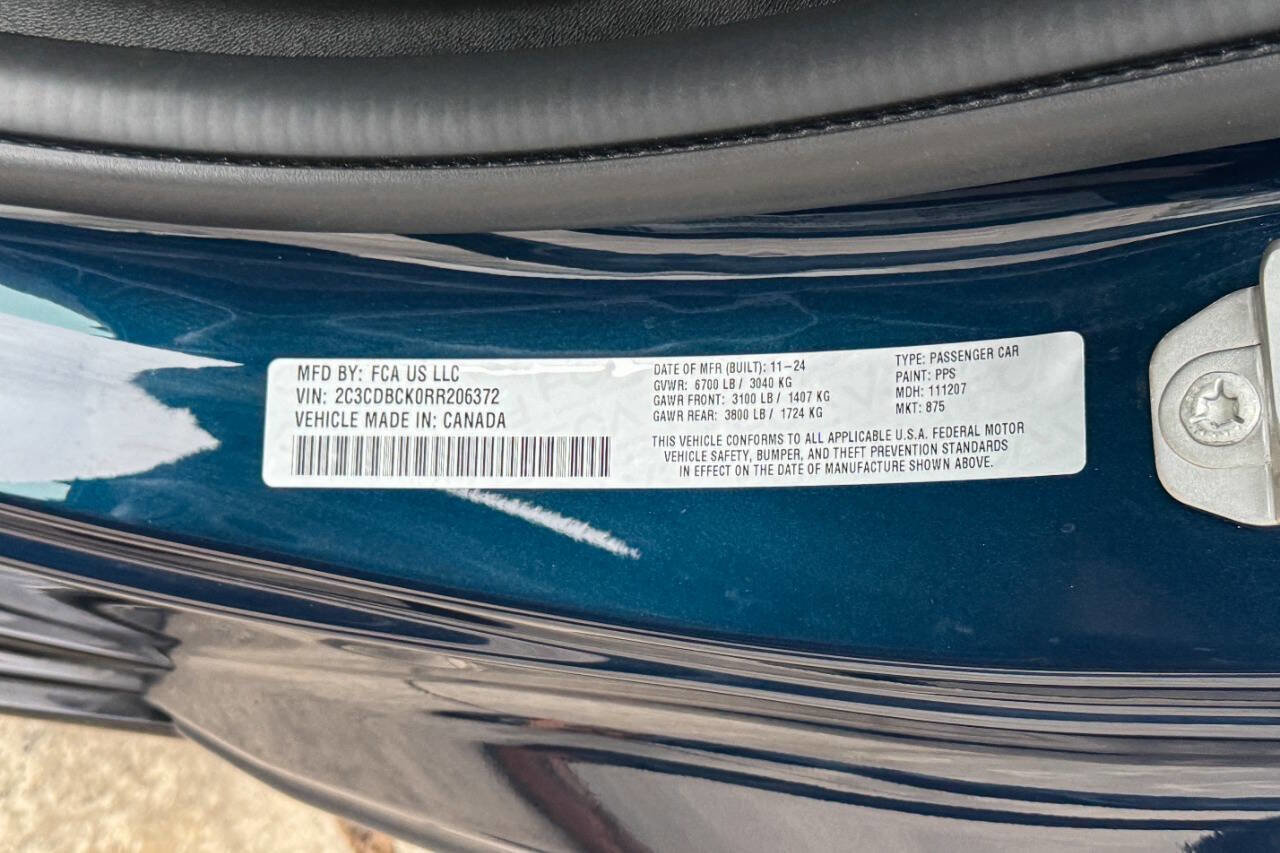 MFD BY: FCA US LLC
VIN: 2C3CDBCK0RR206372
VEHICLE MADE IN: CANADA
DATE OF MFR (BUILT): 11-24
GVWR: 6700 LB / 3040 KG
GAWR FRONT: 3100 LB / 1407 KG
GAWR REAR: 3800 LB / 1724 KG
TYPE: PASSENGER CAR
PAINT: PPS
MDH: 111207
MKT: 875
THIS VEHICLE CONFORMS TO ALL APPLICABLE U.S.A. FEDERAL MOTOR
VEHICLE SAFETY, BUMPER, AND THEFT PREVENTION STANDARDS
IN EFFECT ON THE DATE OF MANUFACTURE SHOWN ABOVE.